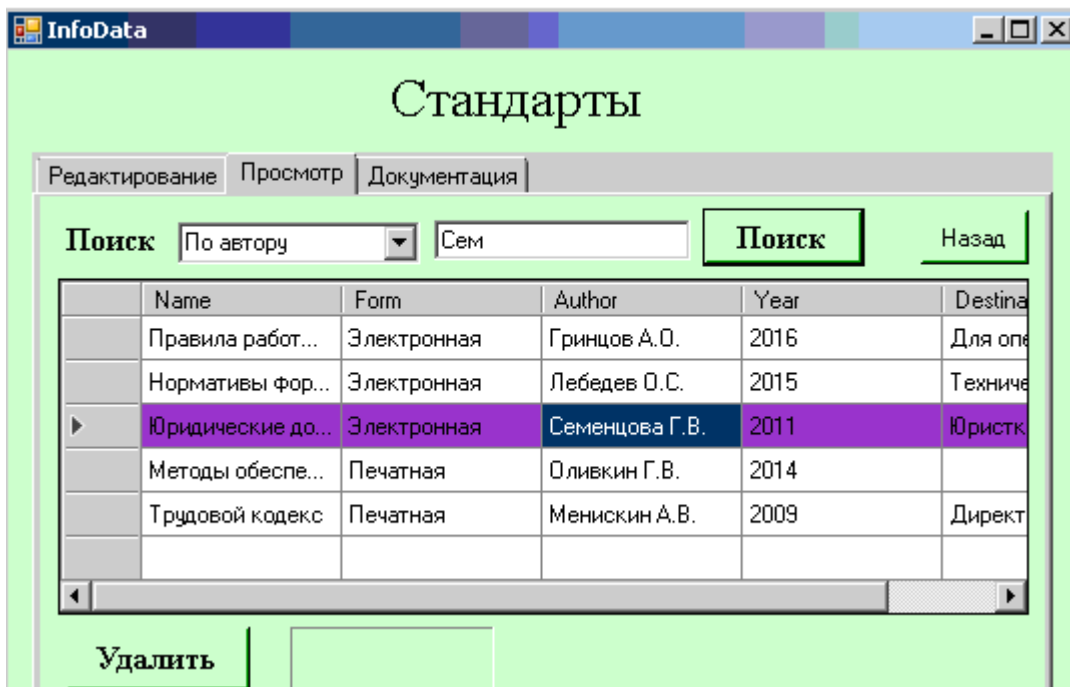 InfoData
Стандарты
Редактирование Просмотр Документация
Поиск По автору Сем Поиск Назад
Name Form Author Year Destina
Правила работ... Электронная Гринцов А.О. 2016 Для опе
Нормативы фор... Электронная Лебедев О.С. 2015 Техниче
Юридические до... Электронная Семенцова Г.В. 2011 Юристк
Методы обеспе... Печатная Оливкин Г.В. 2014
Трудовой кодекс Печатная Менискин А.В. 2009 Директ
Удалить